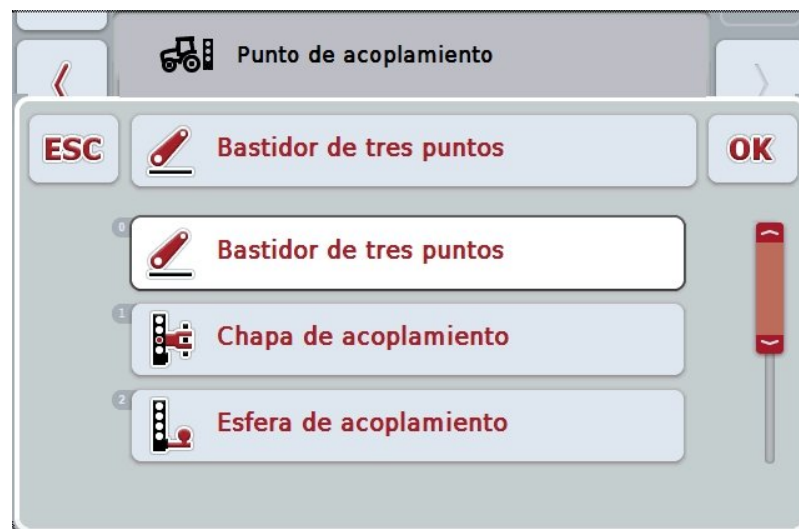 Punto de acoplamiento
ESC
Bastidor de tres puntos
OK
0
Bastidor de tres puntos
1
Chapa de acoplamiento
2
Esfera de acoplamiento